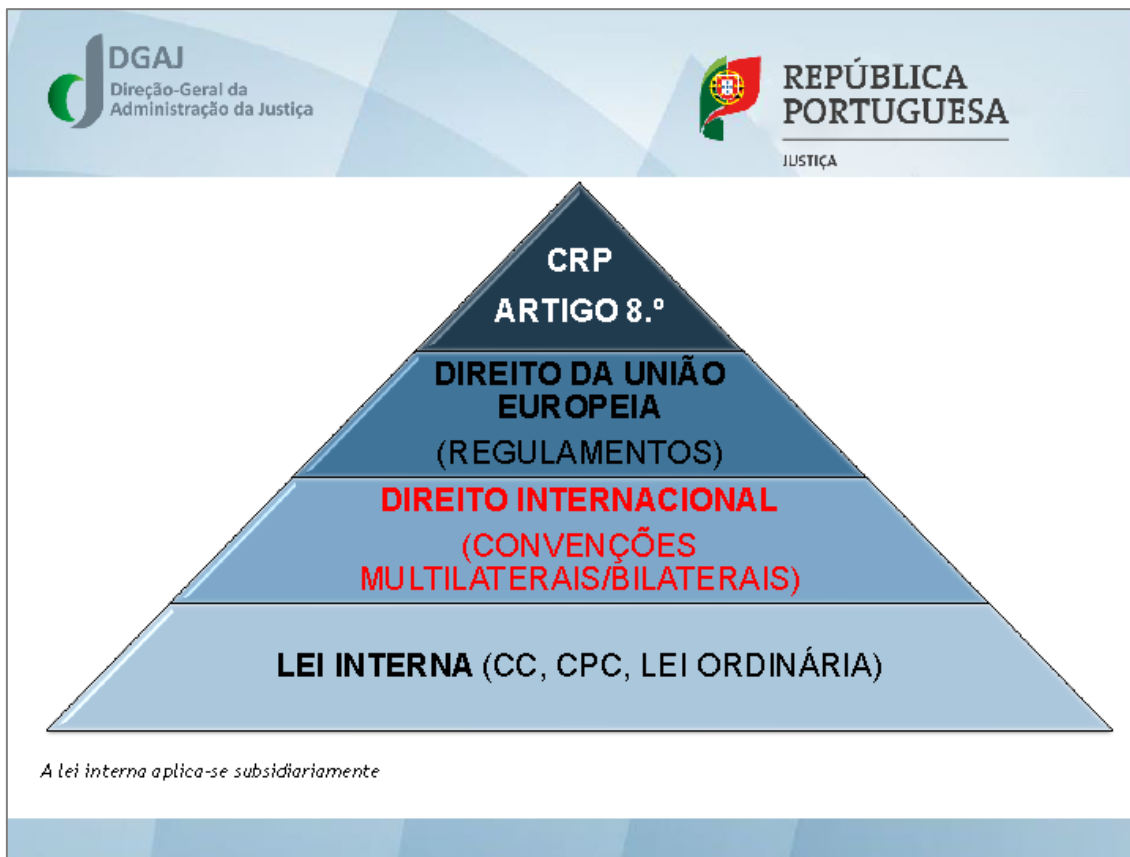 DGAJ
Direção-Geral da
Administração da Justiça
REPÚBLICA
PORTUGUESA
JUSTIÇA
CRP
ARTIGO 8.º
DIREITO DA UNIÃO
EUROPEIA
(REGULAMENTOS)
DIREITO INTERNACIONAL
(CONVENÇÕES
MULTILATERAIS/BILATERAIS)
LEI INTERNA (CC, CPC, LEI ORDINÁRIA)
A lei interna aplica-se subsidiariamente